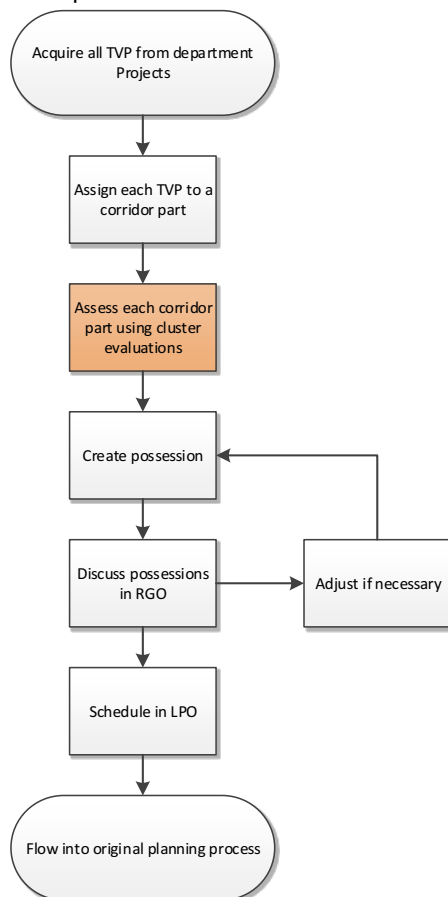 Acquire all TVP from department
Projects
Assign each TVP to a
corridor part
Assess each corridor
part using cluster
evaluations
Create possession
Discuss possessions
in RGO
Adjust if necessary
Schedule in LPO
Flow into original planning process